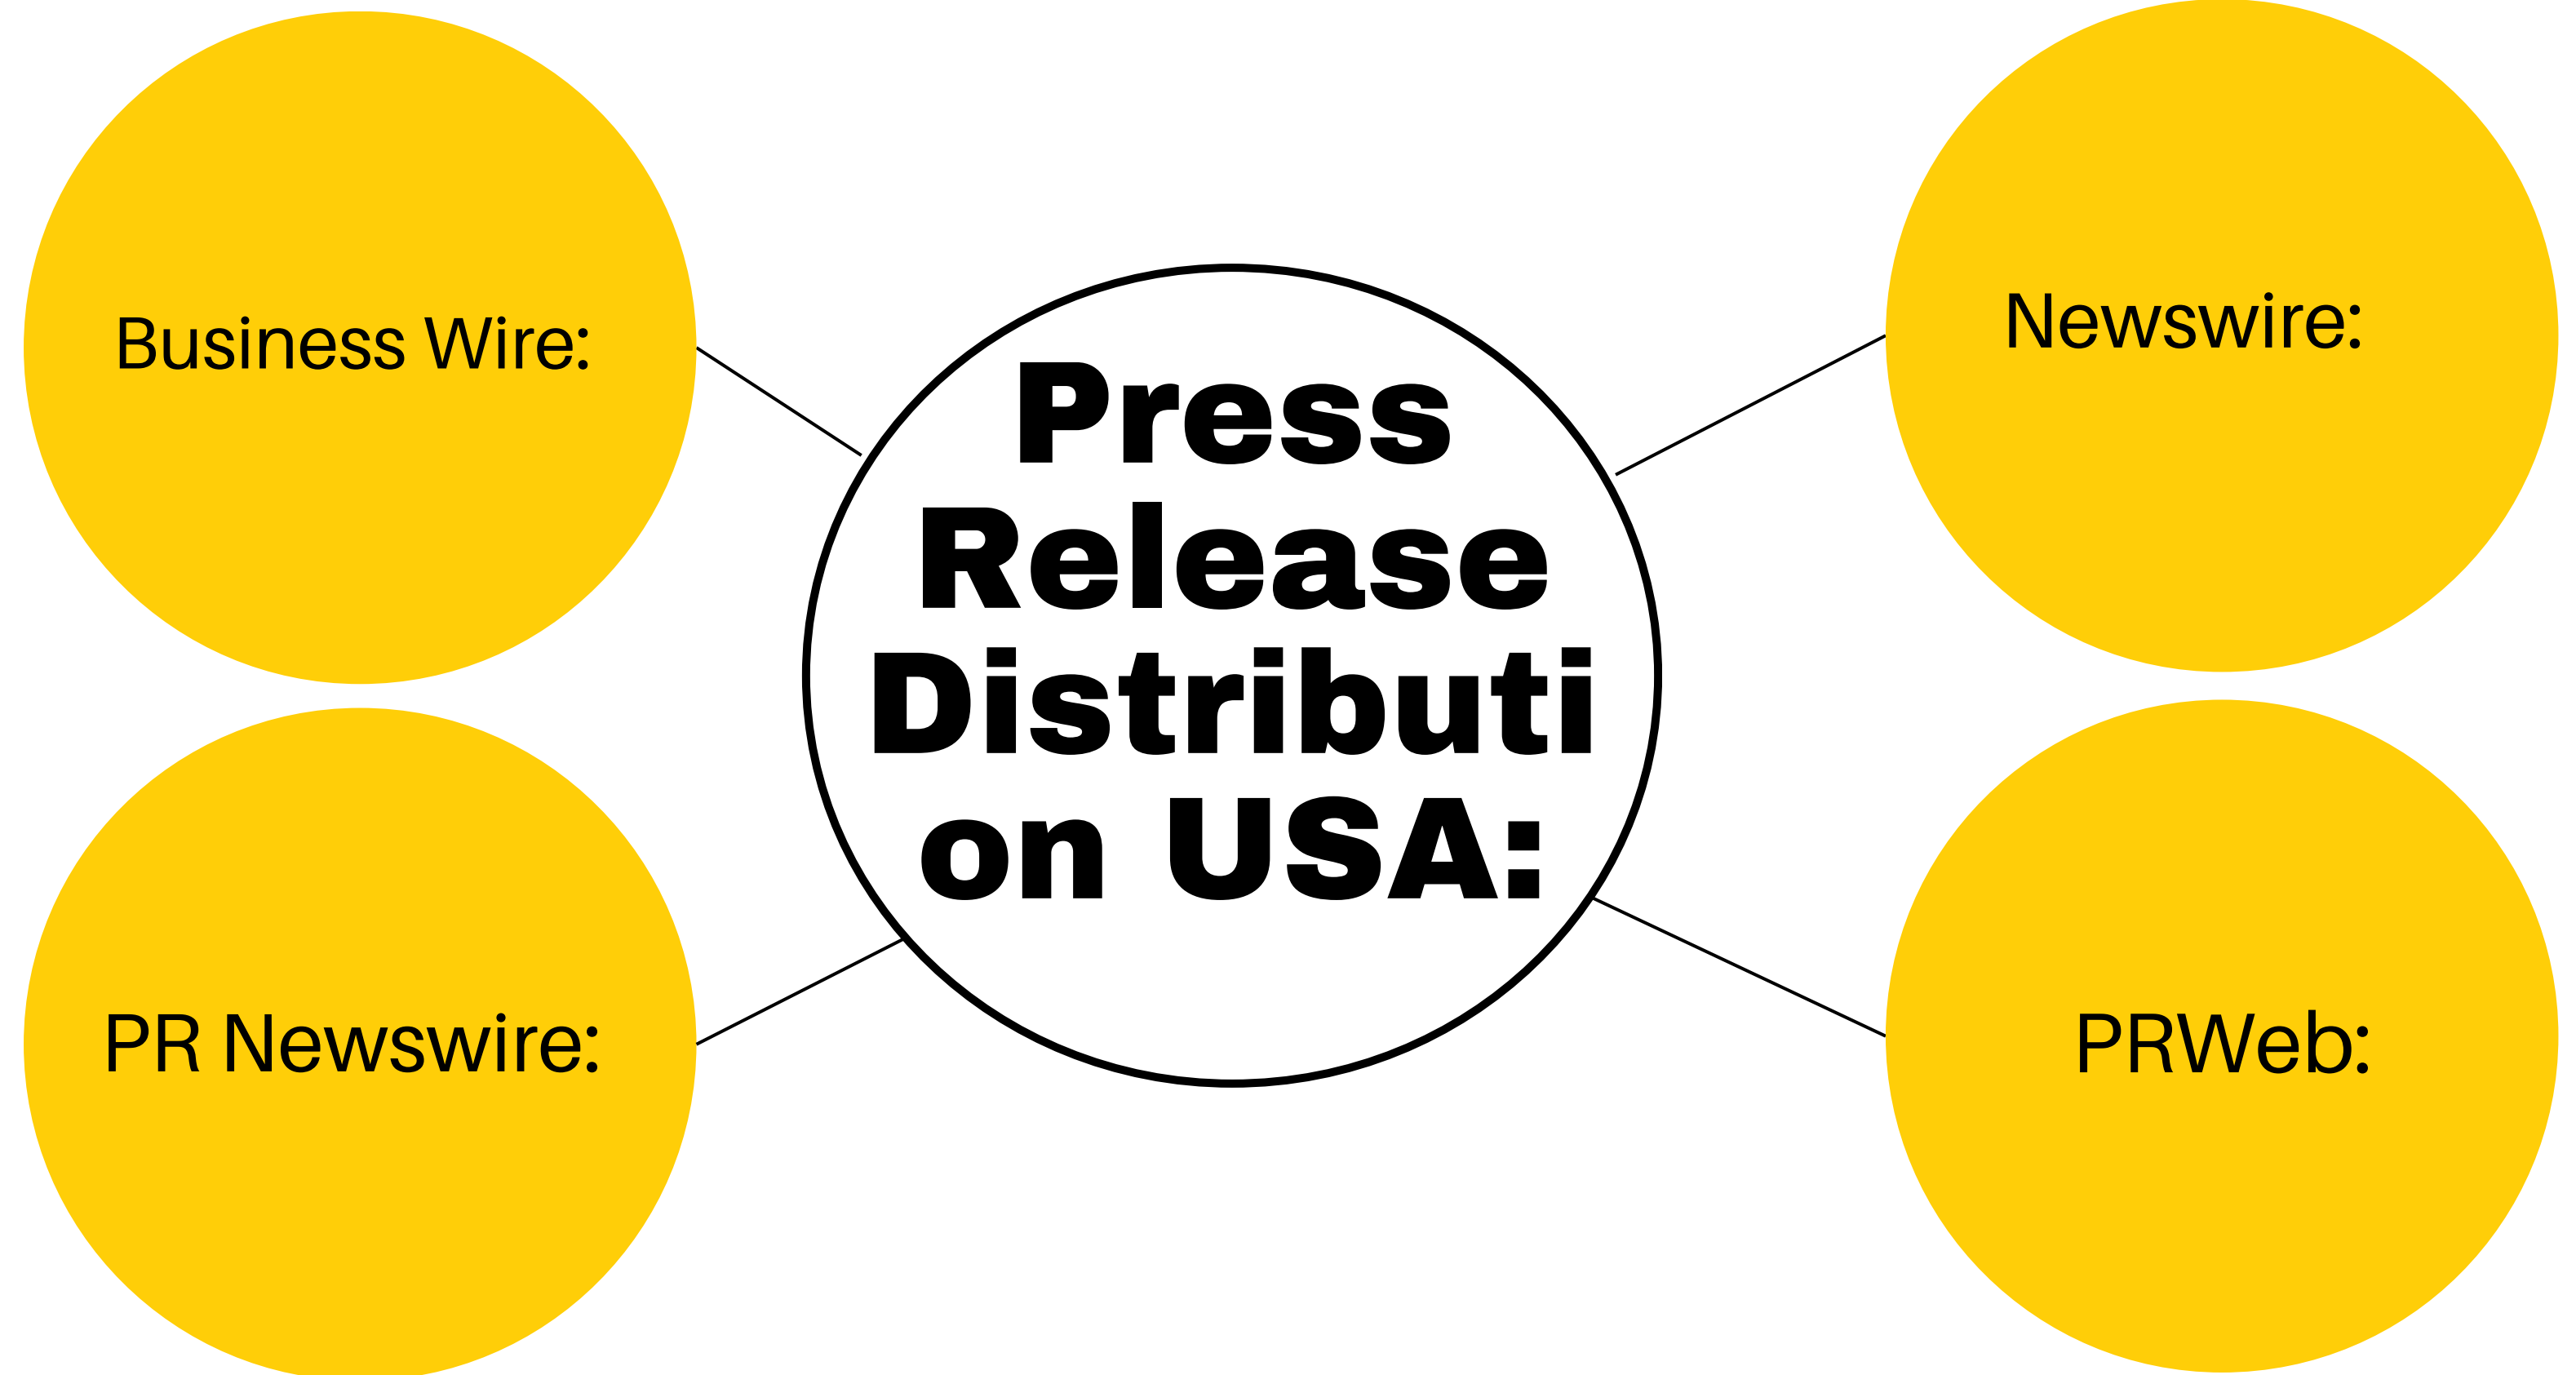 Business Wire:
Newswire:
Press
Release
Distributi
on USA:
PR Newswire:
PRWeb: